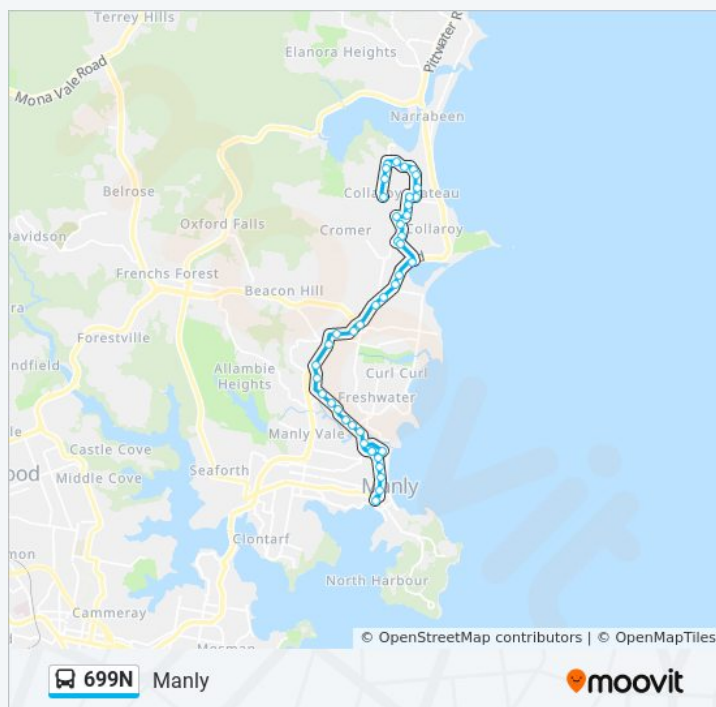 Terrey Hills
Elanora Heights
Pittwater R
Mona Vale Road
Narrabeen
Belrose
Collaroy Plateau
Oxford Falls
Cromer
Collaroy
Davidson
Frenchs Forest
Beacon Hill
Forestville
Allambie
Heights
Curl Curl
Freshwater
Castle Cove
Manly Vale
Seaforth
Middle Cove
Manly
Clontarf
North Harbour
Cammeray
© OpenStreetMap contributors | © OpenMapTiles
699N Manly
moovit